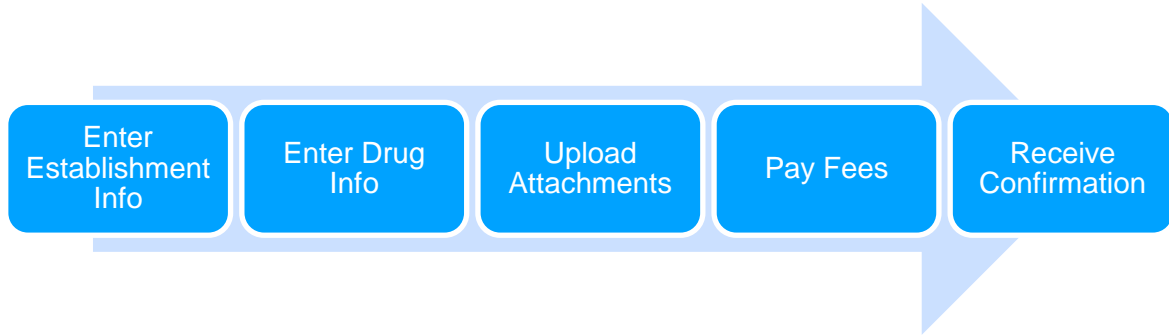 Enter
Establishment
Info
Enter Drug
Info
Upload
Attachments
Pay Fees
Receive
Confirmation